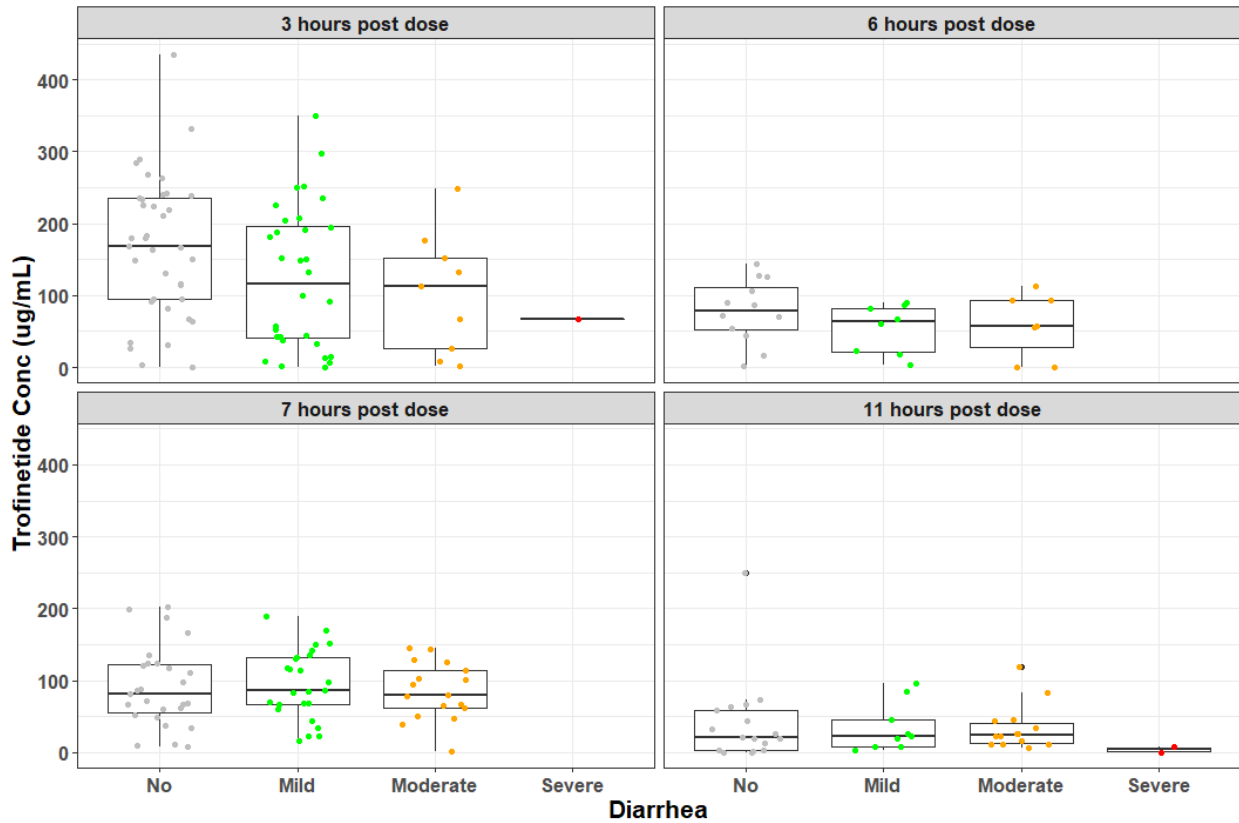 3 hours post dose
6 hours post dose
400
300
200
100
0
7 hours post dose
11 hours post dose
400
300
200
100
0
Trofinetide Conc (ug/mL)
No
Mild
Moderate
Severe
No
Mild
Moderate
Severe
Diarrhea